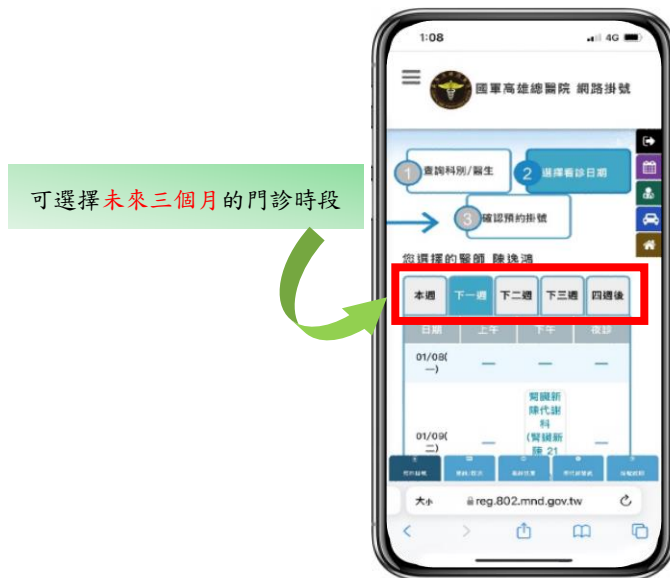 1:08
4G
國軍高雄總醫院 網路掛號
1 查詢科別/醫生
2 選擇看診日期
可選擇未來三個月的門診時段
3 確認預約掛號
您選擇的醫師 陳逸鴻
本週 下一週 下二週 下三週 四週後
日期 上午 下午 夜診
01/08(
一) — — —
腎臟新
陳代謝
科
01/09( — (腎臟新 —
二) 陳 21
大小 reg.802.mnd.gov.tw